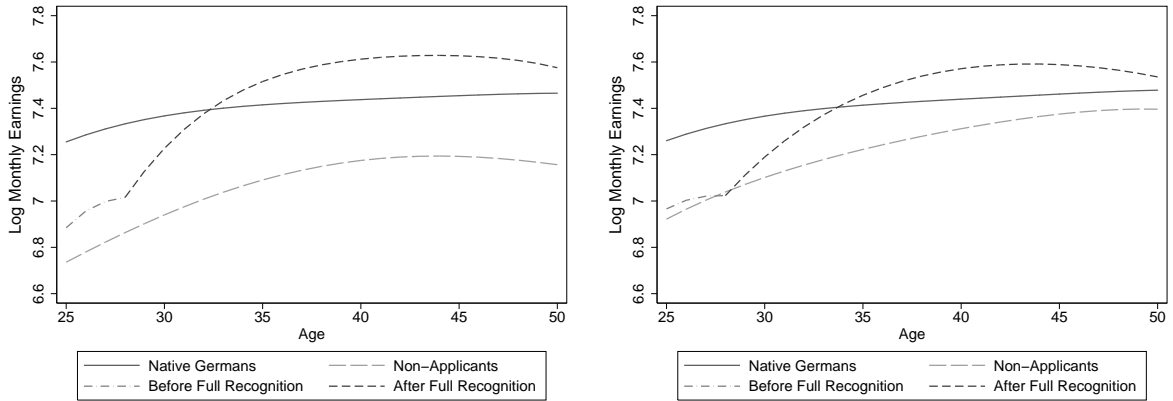 7.8
7.6
7.4
7.2
7
6.8
6.6
Log Monthly Earnings
25 30 35 40 45 50
Age
Native Germans Non−Applicants
Before Full Recognition After Full Recognition
7.8
7.6
7.4
7.2
7
6.8
6.6
Log Monthly Earnings
25 30 35 40 45 50
Age
Native Germans Non−Applicants
Before Full Recognition After Full Recognition